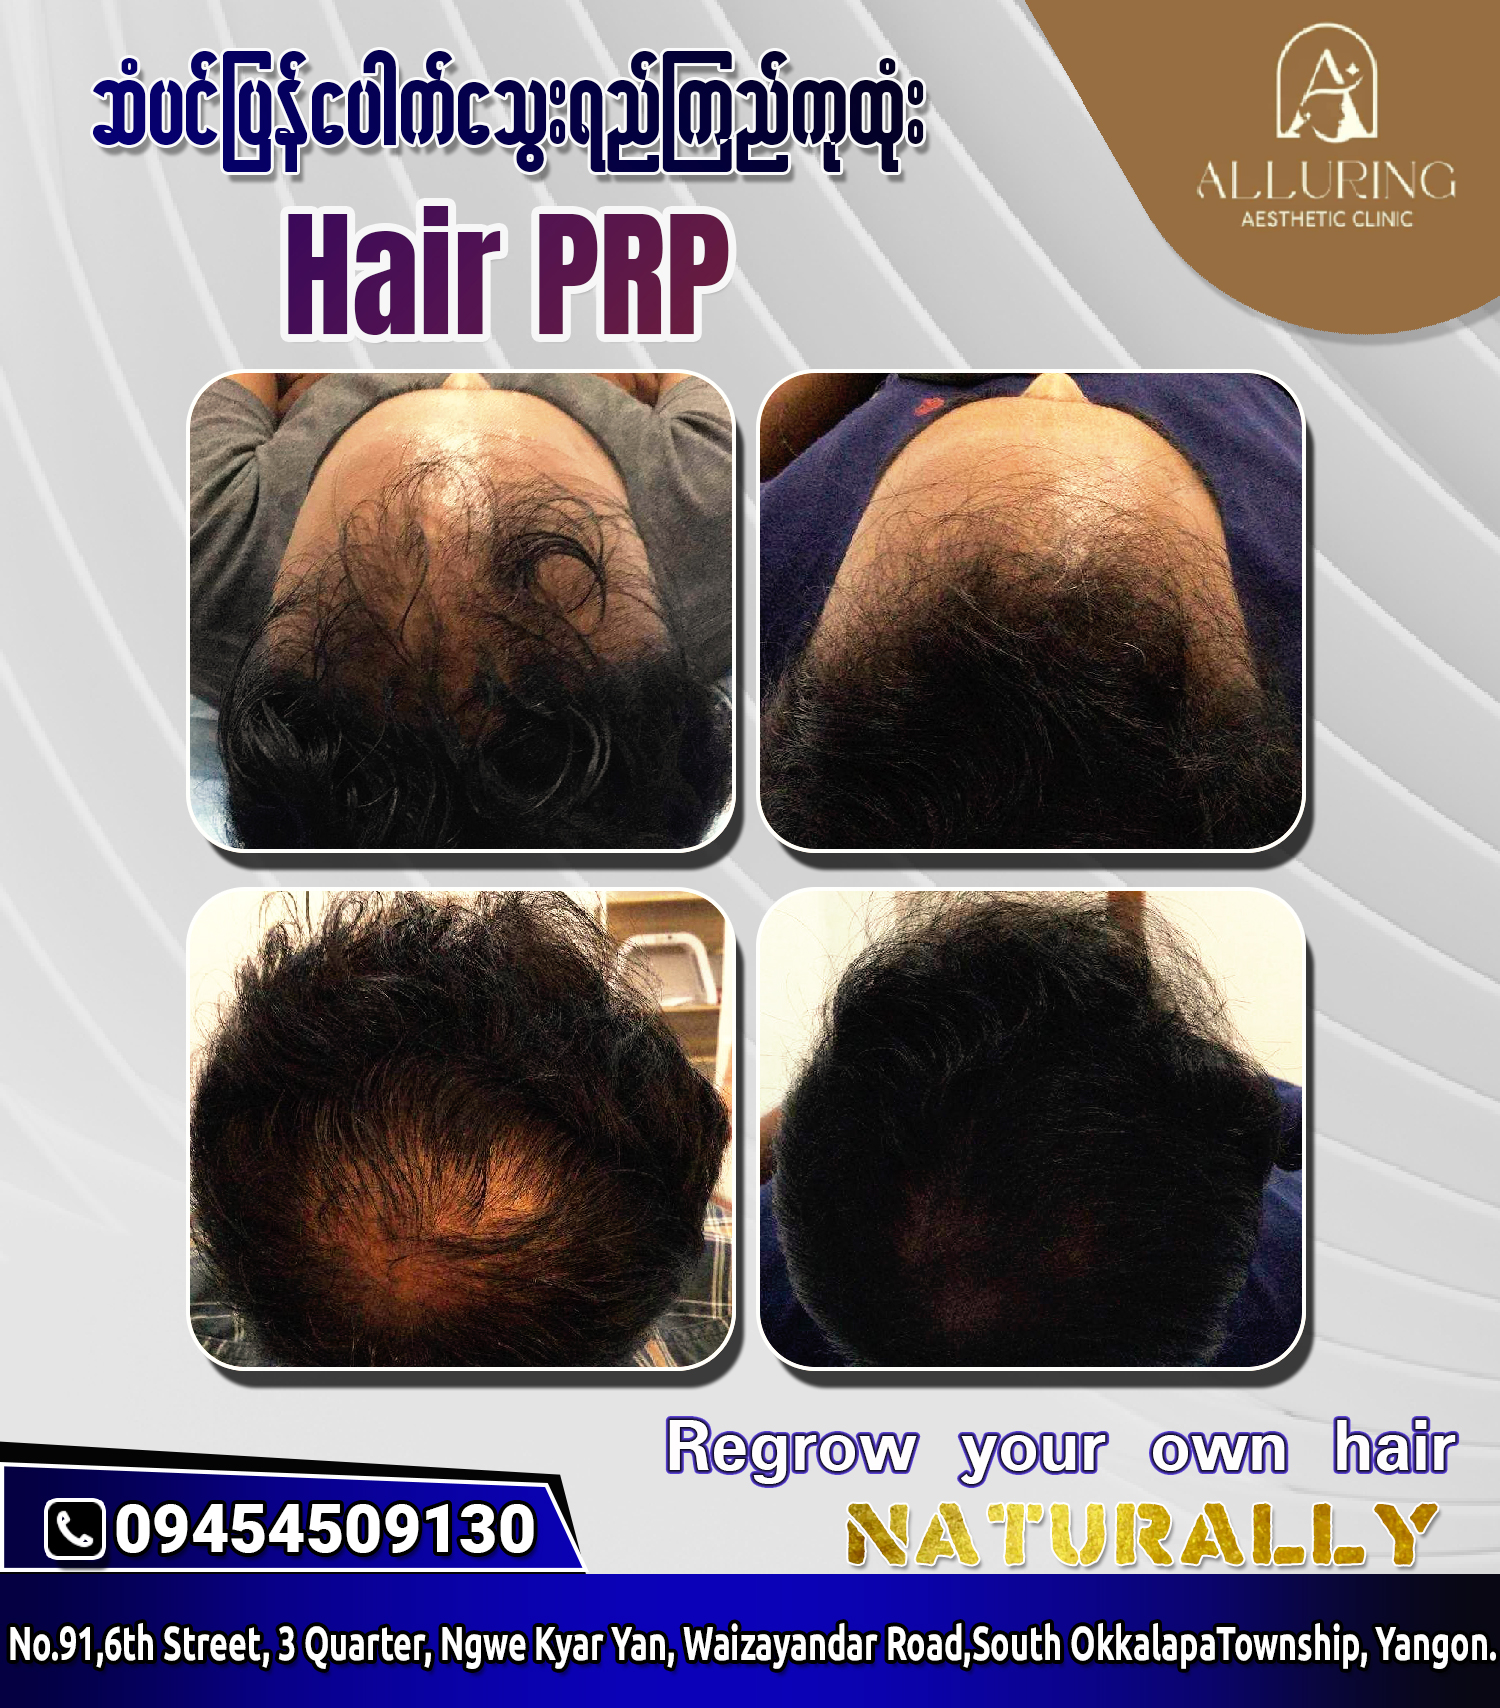 ဆံပင်ပြန်ပေါက်သွေးရည်ကြည်ကုထုံး
Hair PRP
ALLURING
AESTHETIC CLINIC
Regrow your own hair
NATURALLY
09454509130
No.91,6th Street, 3 Quarter, Ngwe Kyar Yan, Waizayandar Road,South OkkalapaTownship, Yangon.